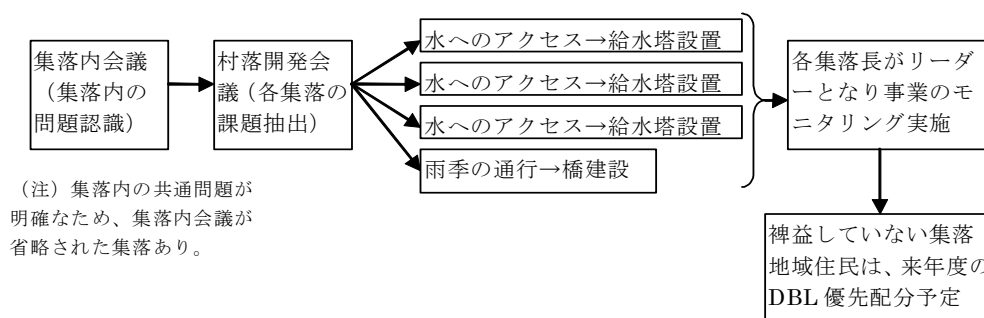 集落内会議
（集落内の
問題認識）
村落開発会
議（各集落の
課題抽出）
水へのアクセス→給水塔設置
水へのアクセス→給水塔設置
水へのアクセス→給水塔設置
雨季の通行→橋建設
各集落長がリーダ
ーとなり事業のモ
ニタリング実施
（注）集落内の共通問題が
明確なため、集落内会議が
省略された集落あり。
裨益していない集落
地域住民は、来年度の
DBL 優先配分予定